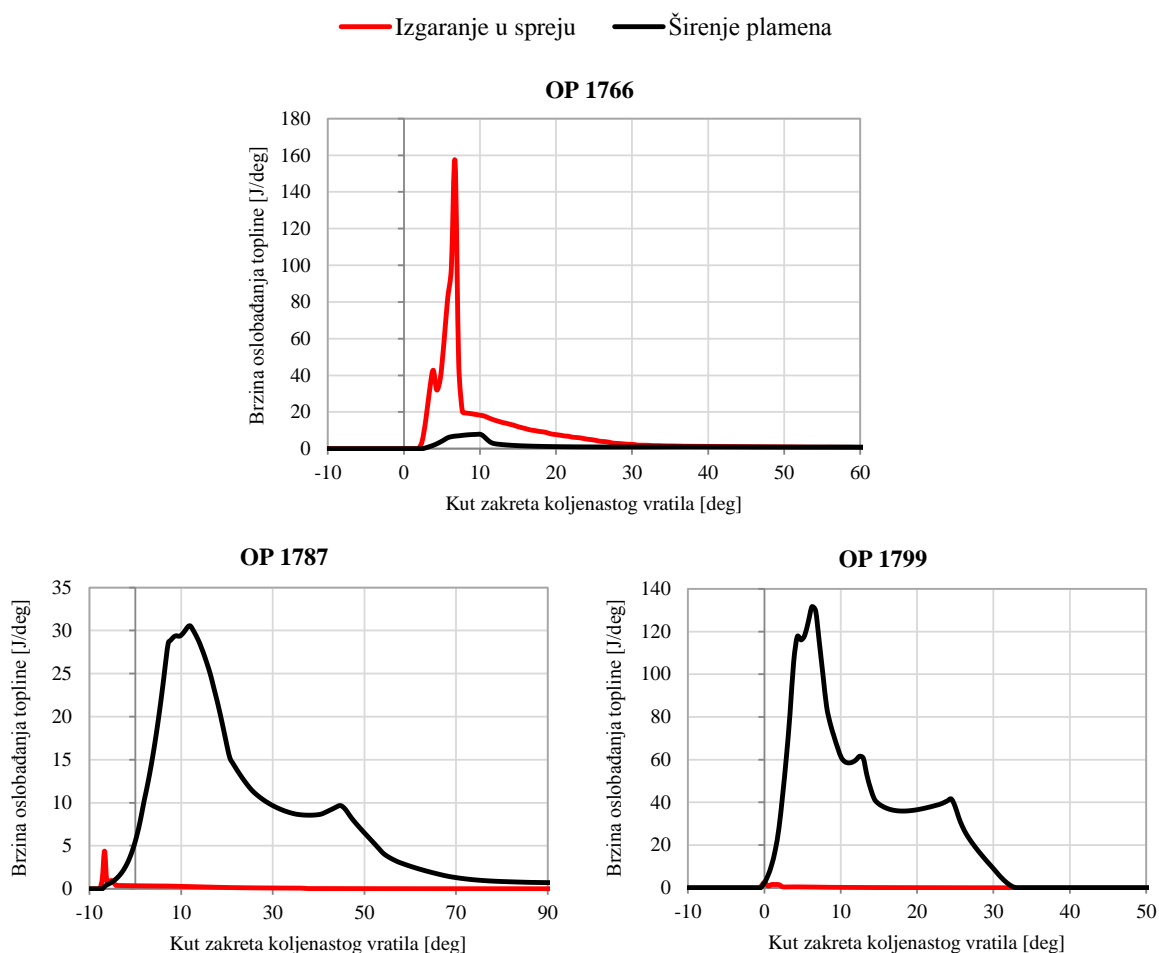 Izgaranje u spreju Širenje plamena
OP 1766
Brzina oslobađanja topline [J/deg]
180
160
140
120
100
80
60
40
20
0
-10 0 10 20 30 40 50 60
Kut zakreta koljenastog vratila [deg]
OP 1787
Brzina oslobađanja topline [J/deg]
35
30
25
20
15
10
5
0
-10 10 30 50 70 90
Kut zakreta koljenastog vratila [deg]
OP 1799
Brzina oslobađanja topline [J/deg]
140
120
100
80
60
40
20
0
-10 0 10 20 30 40 50
Kut zakreta koljenastog vratila [deg]